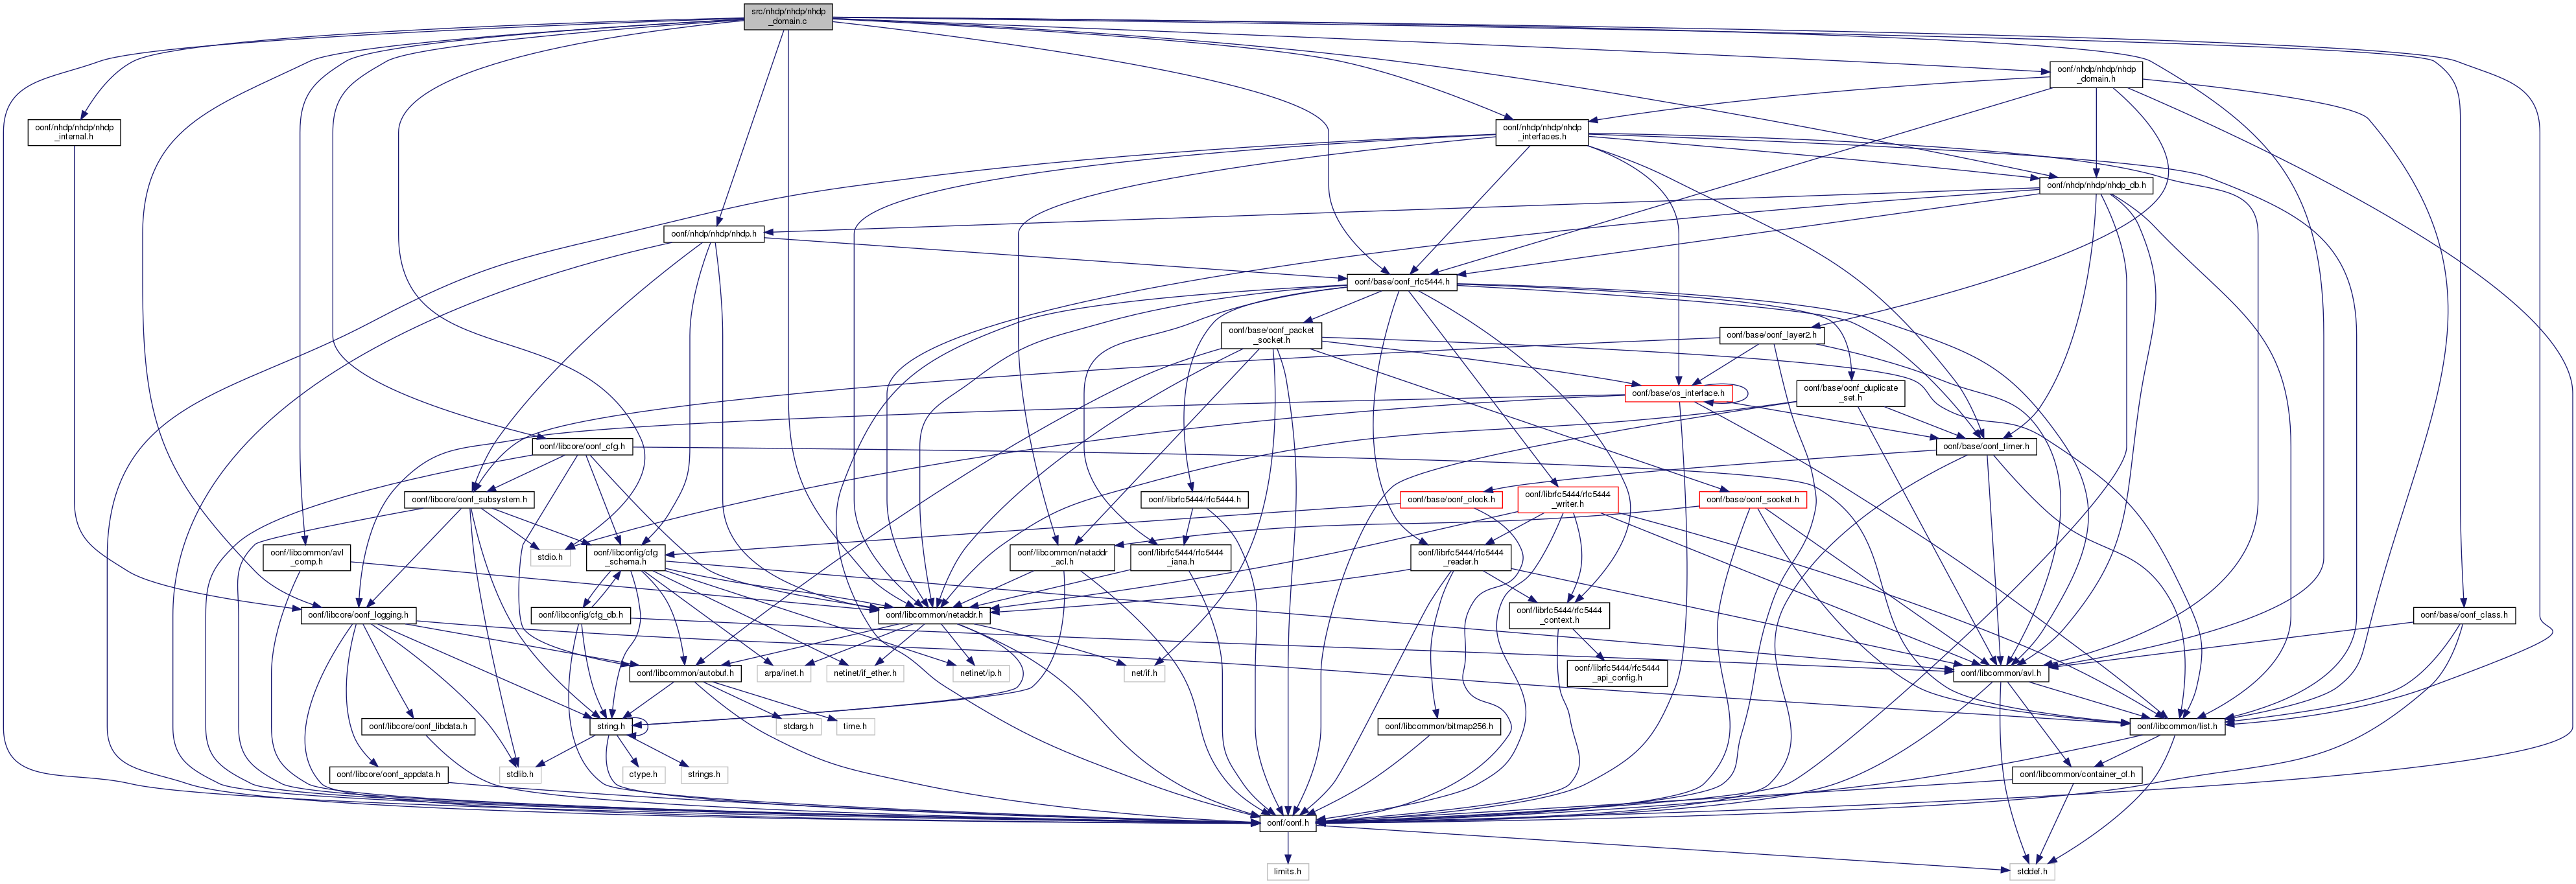 src/nhdp/nhdp/nhdp
_domain.c
oonf/nhdp/nhdp/nhdp
_domain.h
oonf/nhdp/nhdp/nhdp
_internal.h
oonf/nhdp/nhdp/nhdp
_interfaces.h
oonf/nhdp/nhdp/nhdp_db.h
oonf/nhdp/nhdp/nhdp.h
oonf/base/oonf_rfc5444.h
oonf/base/oonf_packet
_socket.h
oonf/base/oonf_layer2.h
oonf/base/os_interface.h
oonf/base/oonf_duplicate
_set.h
oonf/libcore/oonf_cfg.h
oonf/base/oonf_timer.h
oonf/libcore/oonf_subsystem.h
oonf/librfc5444/rfc5444.h
oonf/base/oonf_clock.h
oonf/librfc5444/rfc5444
_writer.h
oonf/base/oonf_socket.h
oonf/libcommon/avl
_comp.h
stdio.h
oonf/libconfig/cfg
_schema.h
oonf/libcommon/netaddr
_acl.h
oonf/librfc5444/rfc5444
_iana.h
oonf/librfc5444/rfc5444
_reader.h
oonf/libcore/oonf_logging.h
oonf/libconfig/cfg_db.h
oonf/libcommon/netaddr.h
oonf/librfc5444/rfc5444
_context.h
oonf/base/oonf_class.h
oonf/libcommon/autobuf.h
arpa/inet.h
netinet/if_ether.h
netinet/ip.h
net/if.h
oonf/librfc5444/rfc5444
_api_config.h
oonf/libcommon/avl.h
oonf/libcore/oonf_libdata.h
string.h
stdarg.h
time.h
oonf/libcommon/bitmap256.h
oonf/libcommon/list.h
oonf/libcore/oonf_appdata.h
stdlib.h
ctype.h
strings.h
oonf/libcommon/container_of.h
oonf/oonf.h
limits.h
stddef.h